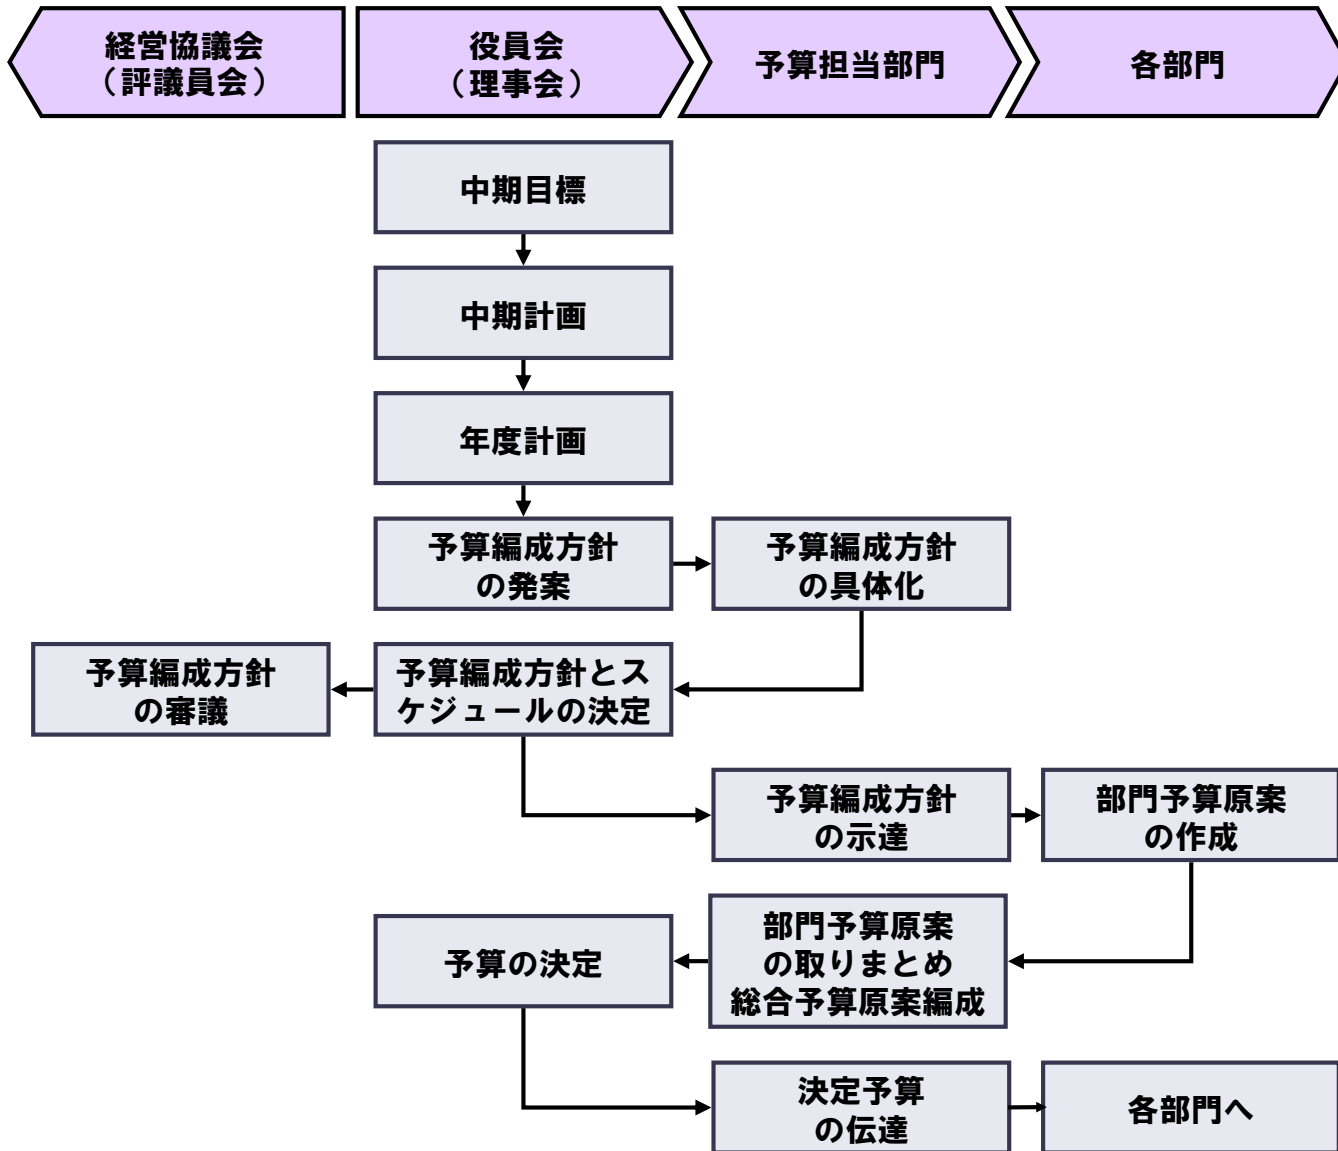 経営協議会
（評議員会）
役員会
（理事会）
予算担当部門
各部門
中期目標
中期計画
年度計画
予算編成方針
の発案
予算編成方針
の具体化
予算編成方針
の審議
予算編成方針とス
ケジュールの決定
予算編成方針
の示達
部門予算原案
の作成
予算の決定
部門予算原案
の取りまとめ
総合予算原案編成
決定予算
の伝達
各部門へ